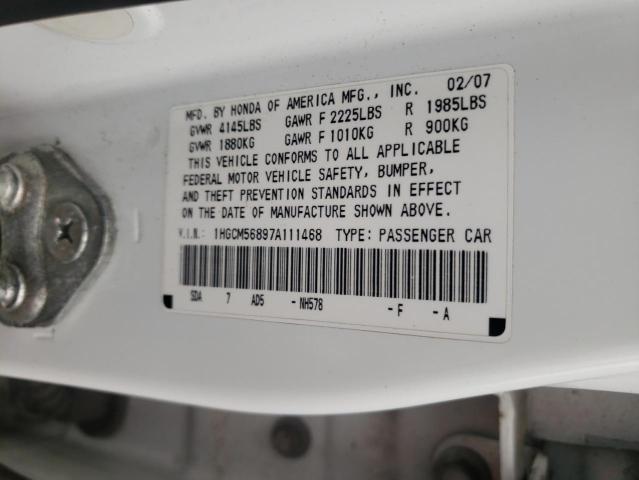 MFD. BY HONDA OF AMERICA MFG., INC. 02/07
GVWR 4145LBS GAWR F 2225LBS R 1985LBS
GVWR 1880KG GAWR F 1010KG R 900KG
THIS VEHICLE CONFORMS TO ALL APPLICABLE
FEDERAL MOTOR VEHICLE SAFETY, BUMPER,
AND THEFT PREVENTION STANDARDS IN EFFECT
ON THE DATE OF MANUFACTURE SHOWN ABOVE.
V.I.N.: 1HGCM56897A111468 TYPE: PASSENGER CAR
SDA 7 AD5 -NH578 -F -A